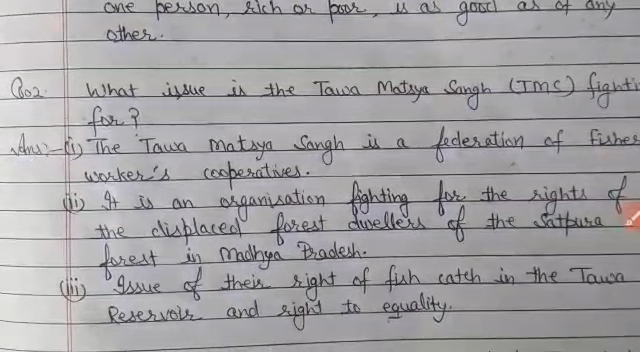 one person, rich or poor, is as good as of any
other.
Q02. What issue is the Tawa Matsya Sangh (TMS) fighti
for?
Ans:- (i) The Tawa Matsya Sangh is a federation of Fisher
worker's cooperatives.
(ii) It is an organisation fighting for the rights of
the displaced forest dwellers of the Satpura
forest in Madhya Pradesh.
(iii) Issue of their right of fish catch in the Tawa
Reservoir and right to equality.